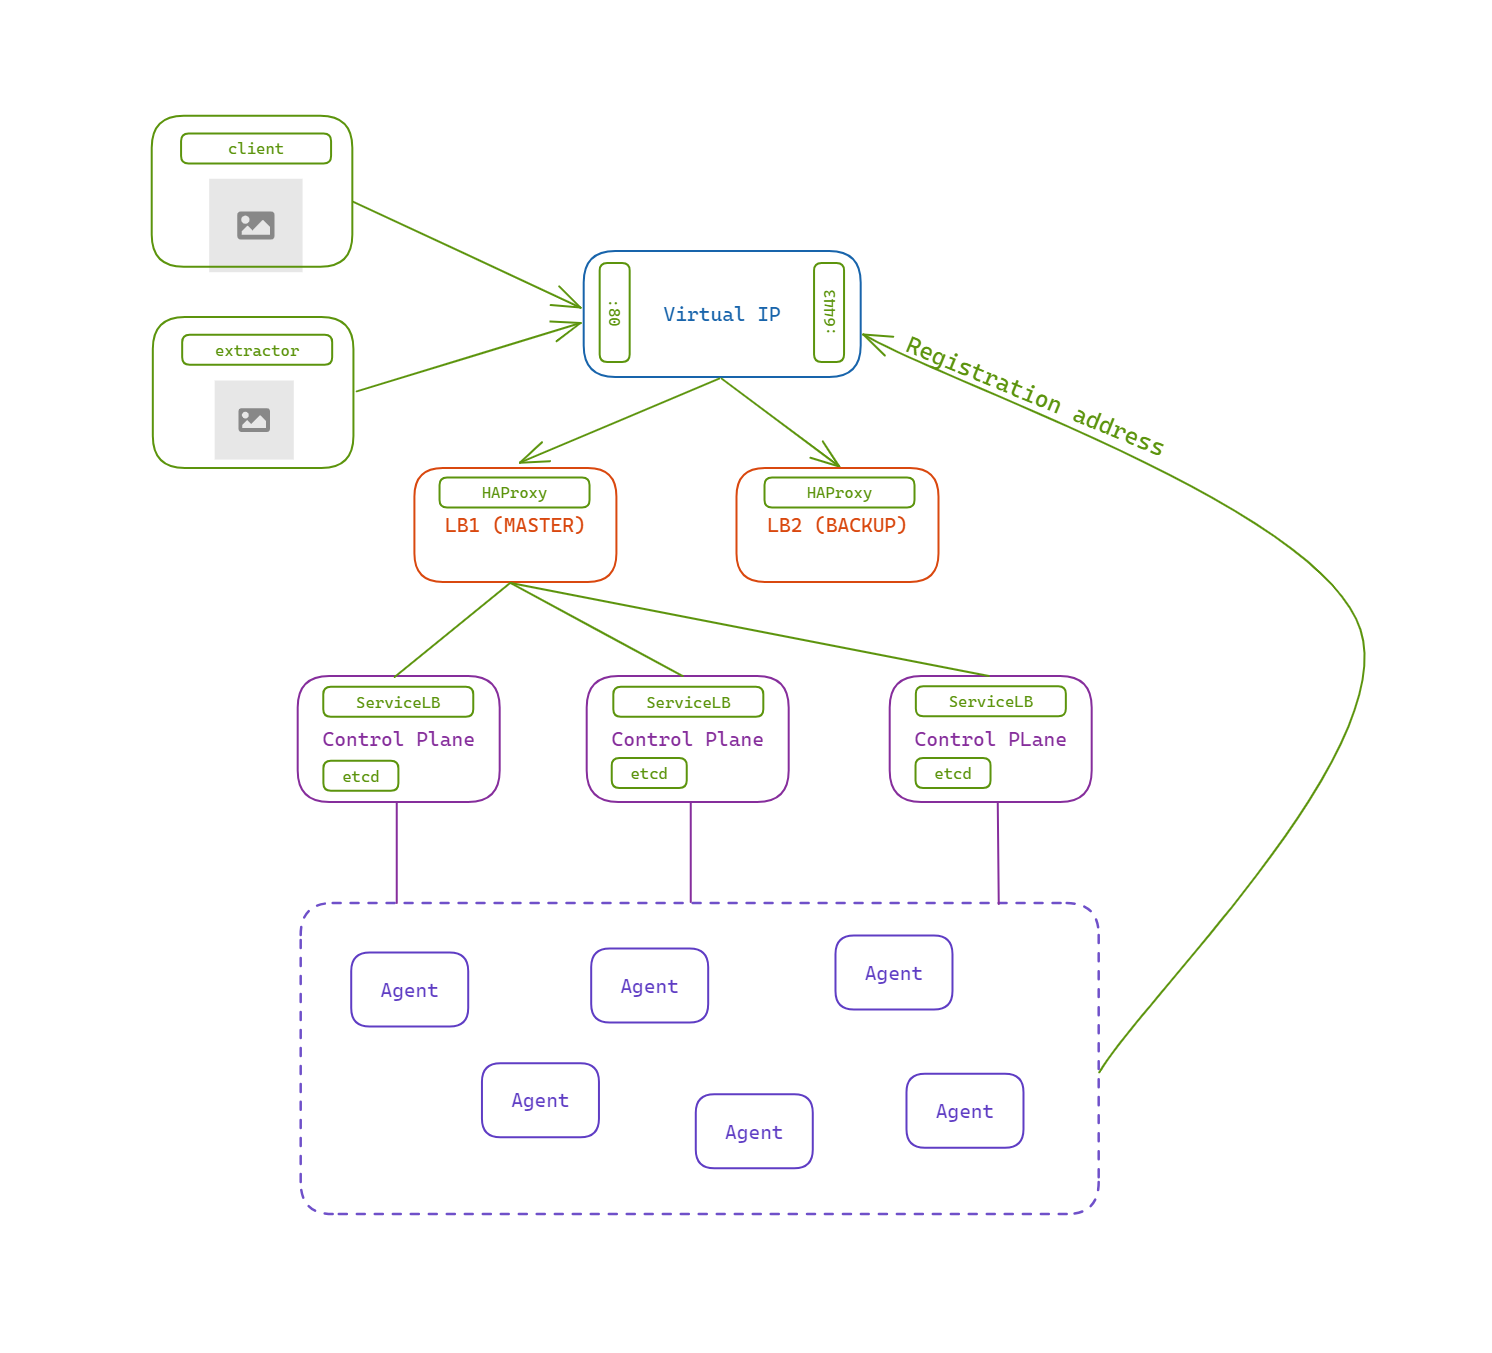 client
extractor
:80
Virtual IP
:6443
Registration address
HAProxy
LB1 (MASTER)
HAProxy
LB2 (BACKUP)
ServiceLB
Control Plane
etcd
ServiceLB
Control Plane
etcd
ServiceLB
Control PLane
etcd
Agent
Agent
Agent
Agent
Agent
Agent